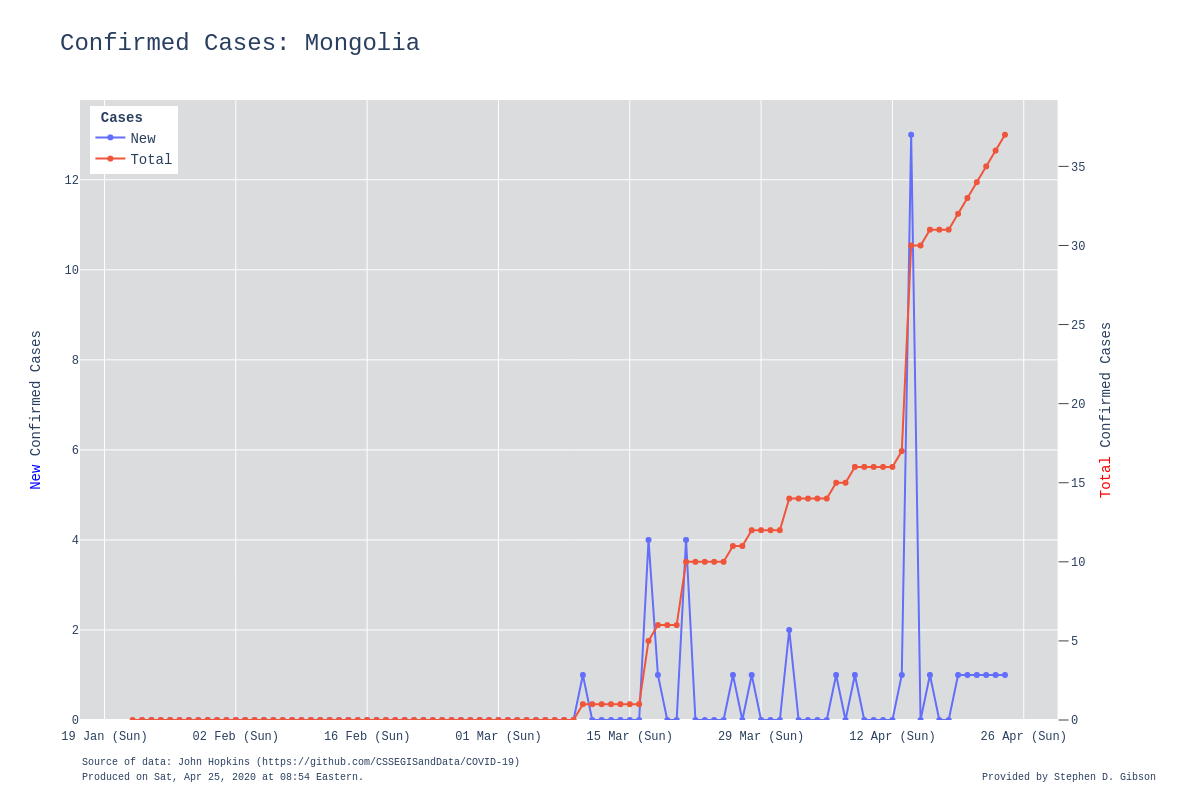 Confirmed Cases: Mongolia
Cases
New
Total
12
10
8
6
4
2
0
New Confirmed Cases
35
30
25
20
15
10
5
0
Total Confirmed Cases
19 Jan (Sun) 02 Feb (Sun) 16 Feb (Sun) 01 Mar (Sun) 15 Mar (Sun) 29 Mar (Sun) 12 Apr (Sun) 26 Apr (Sun)
Source of data: John Hopkins (https://github.com/CSSEGISandData/COVID-19)
Produced on Sat, Apr 25, 2020 at 08:54 Eastern.
Provided by Stephen D. Gibson